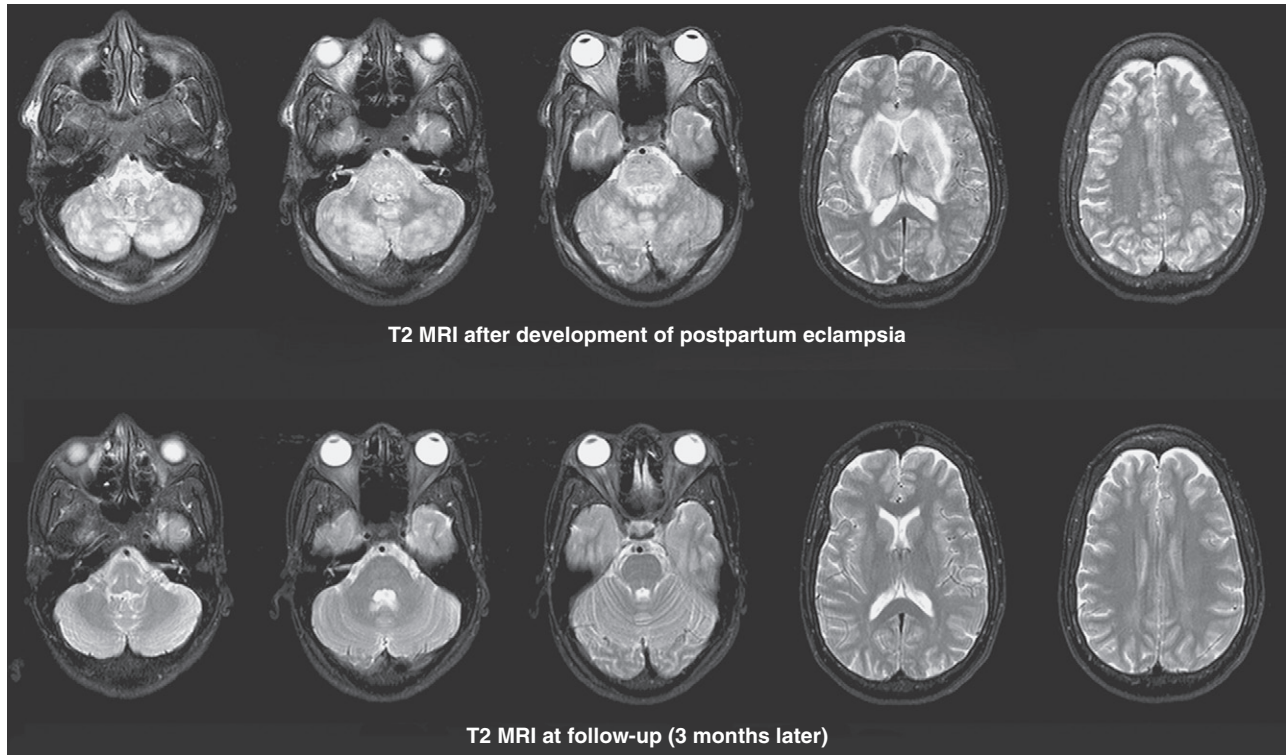 T2 MRI after development of postpartum eclampsia
T2 MRI at follow-up (3 months later)